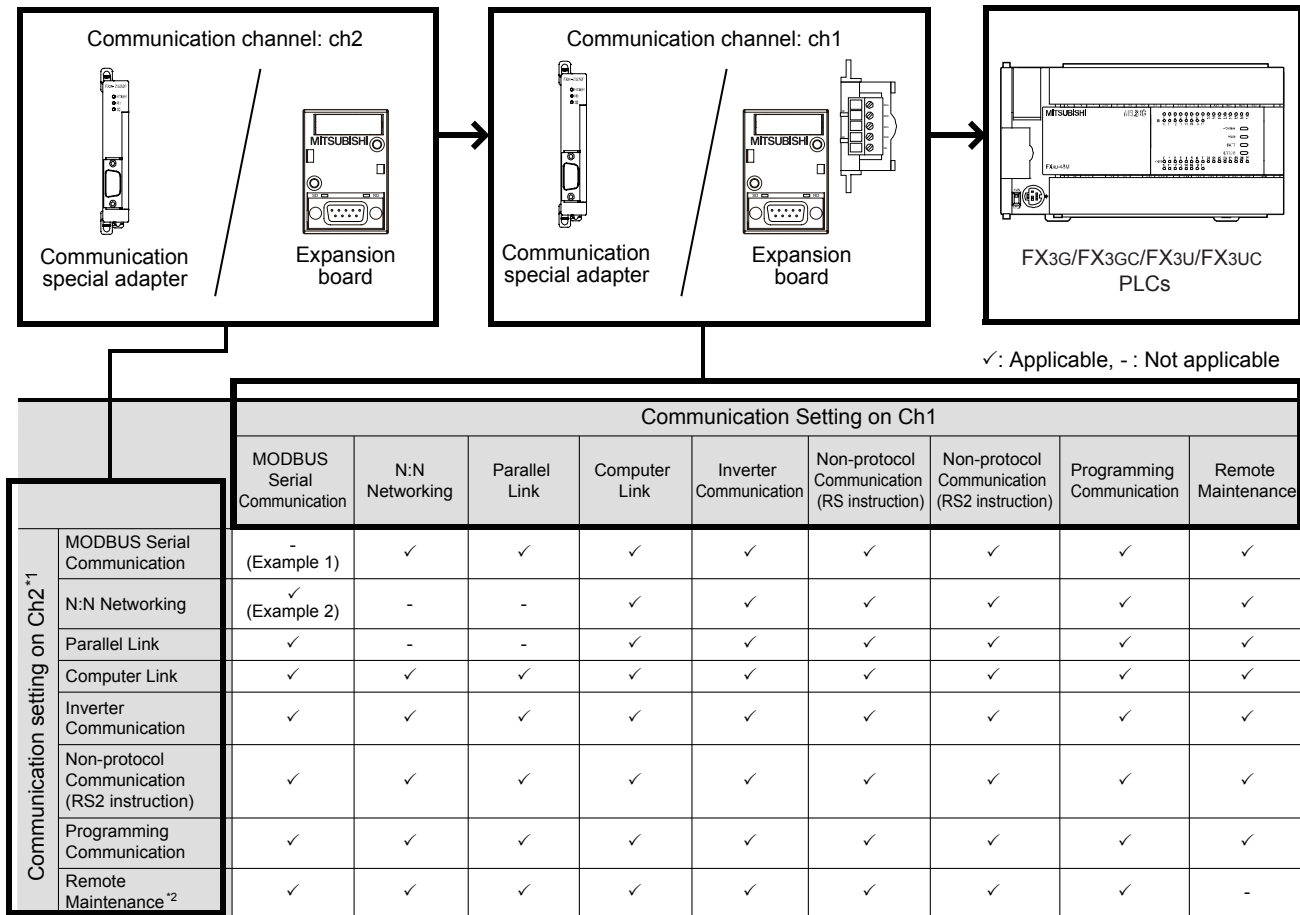 Communication channel: ch2
Communication channel: ch1
MITSUBISHI
MITSUBISHI
MITSUBISHI
Communication
special adapter
Expansion
board
Communication
special adapter
Expansion
board
FX3G/FX3GC/FX3U/FX3UC
PLCs
✓: Applicable, - : Not applicable
Communication Setting on Ch1
MODBUS
Serial
Communication
N:N
Networking
Parallel
Link
Computer
Link
Inverter
Communication
Non-protocol
Communication
(RS instruction)
Non-protocol
Communication
(RS2 instruction)
Programming
Communication
Remote
Maintenance
Communication setting on Ch2*1
MODBUS Serial
Communication
-
(Example 1)
✓ ✓ ✓ ✓ ✓ ✓ ✓ ✓
N:N Networking
✓
(Example 2)
- - ✓ ✓ ✓ ✓ ✓ ✓
Parallel Link ✓ - - ✓ ✓ ✓ ✓ ✓ ✓
Computer Link ✓ ✓ ✓ ✓ ✓ ✓ ✓ ✓ ✓
Inverter
Communication
✓ ✓ ✓ ✓ ✓ ✓ ✓ ✓ ✓
Non-protocol
Communication
(RS2 instruction)
✓ ✓ ✓ ✓ ✓ ✓ ✓ ✓ ✓
Programming
Communication
✓ ✓ ✓ ✓ ✓ ✓ ✓ ✓ ✓
Remote
Maintenance*2
✓ ✓ ✓ ✓ ✓ ✓ ✓ ✓ -